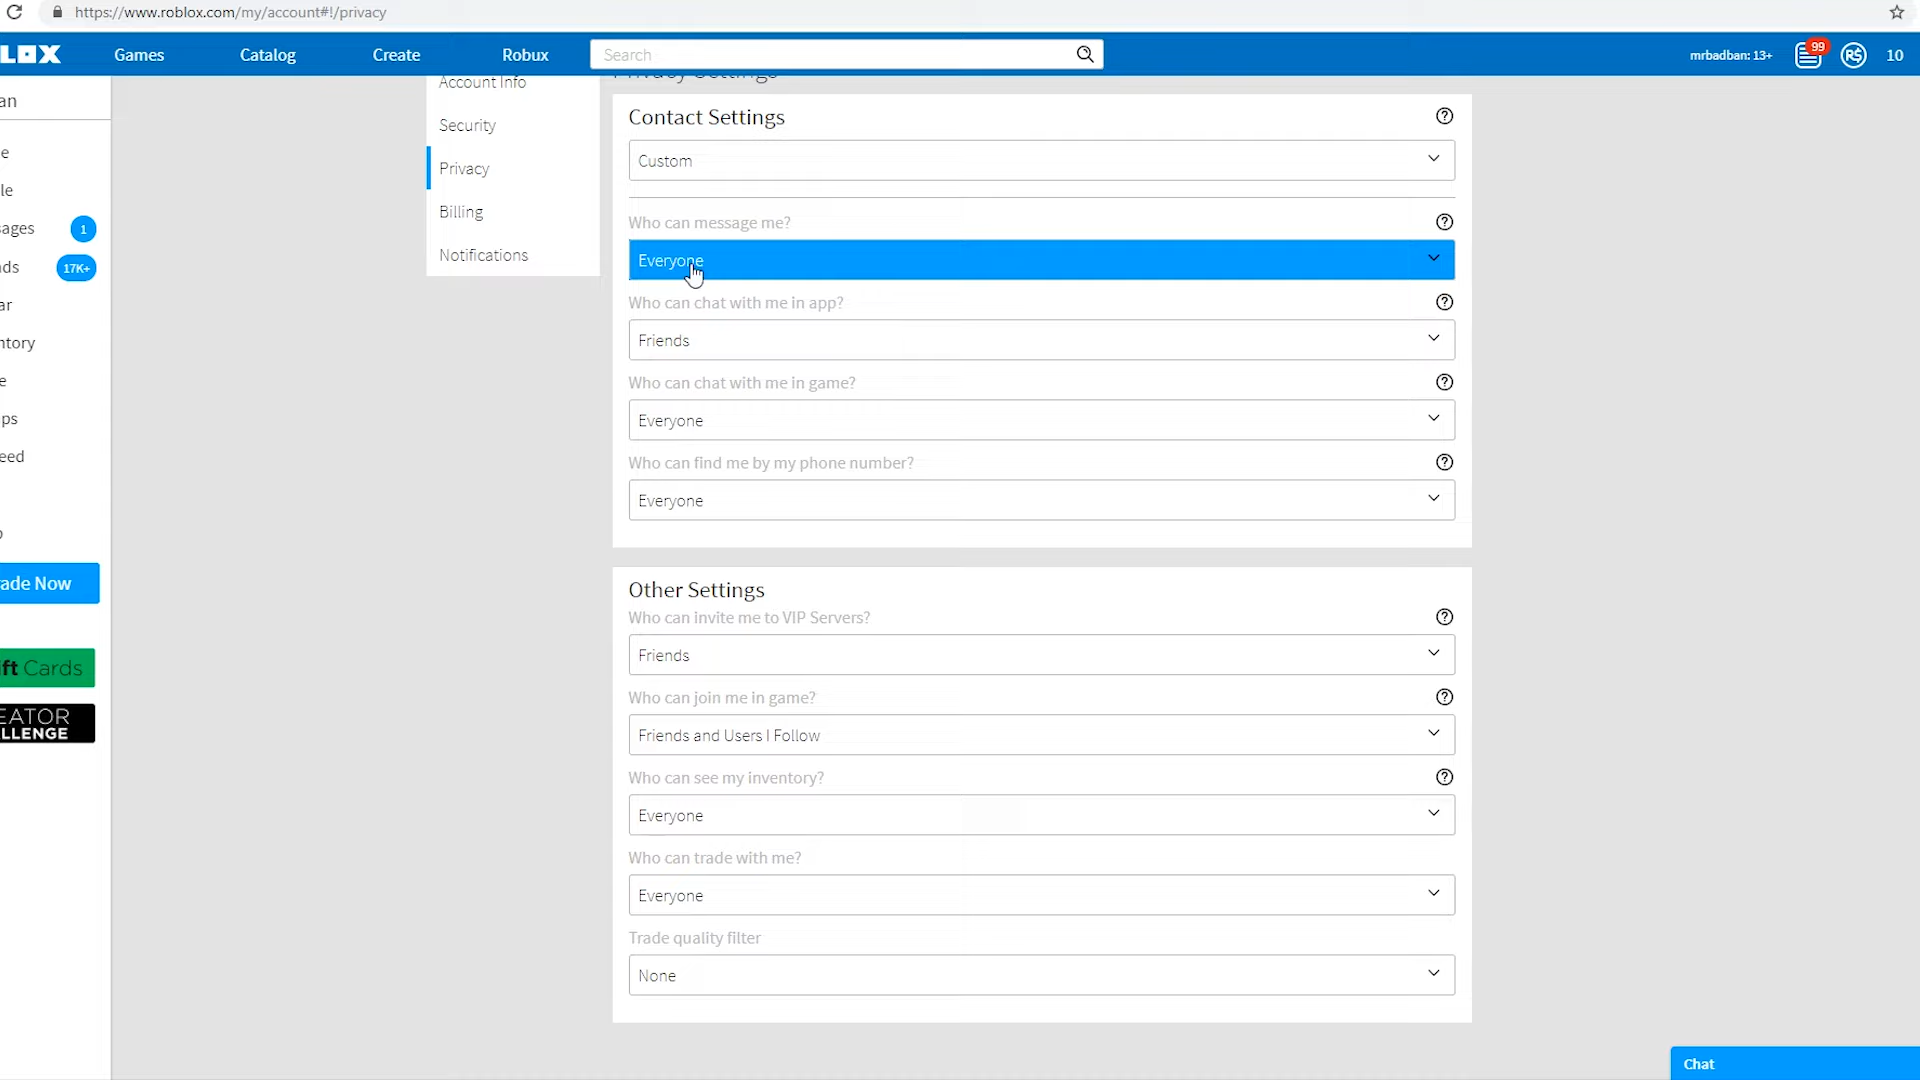 https://www.roblox.com/my/account#!/privacy
LOX
Games
Catalog
Create
Robux
Search
mrbadban: 13+
99
R$
10
Privacy Settings
an
e
le
sages
1
ds
17K+
ar
ntory
e
ps
eed
ade Now
ift Cards
EATOR
LLENGE
Account Info
Security
Privacy
Billing
Notifications
Contact Settings
Custom
Who can message me?
Everyone
Who can chat with me in app?
Friends
Who can chat with me in game?
Everyone
Who can find me by my phone number?
Everyone
Other Settings
Who can invite me to VIP Servers?
Friends
Who can join me in game?
Friends and Users I Follow
Who can see my inventory?
Everyone
Who can trade with me?
Everyone
Trade quality filter
None
Chat